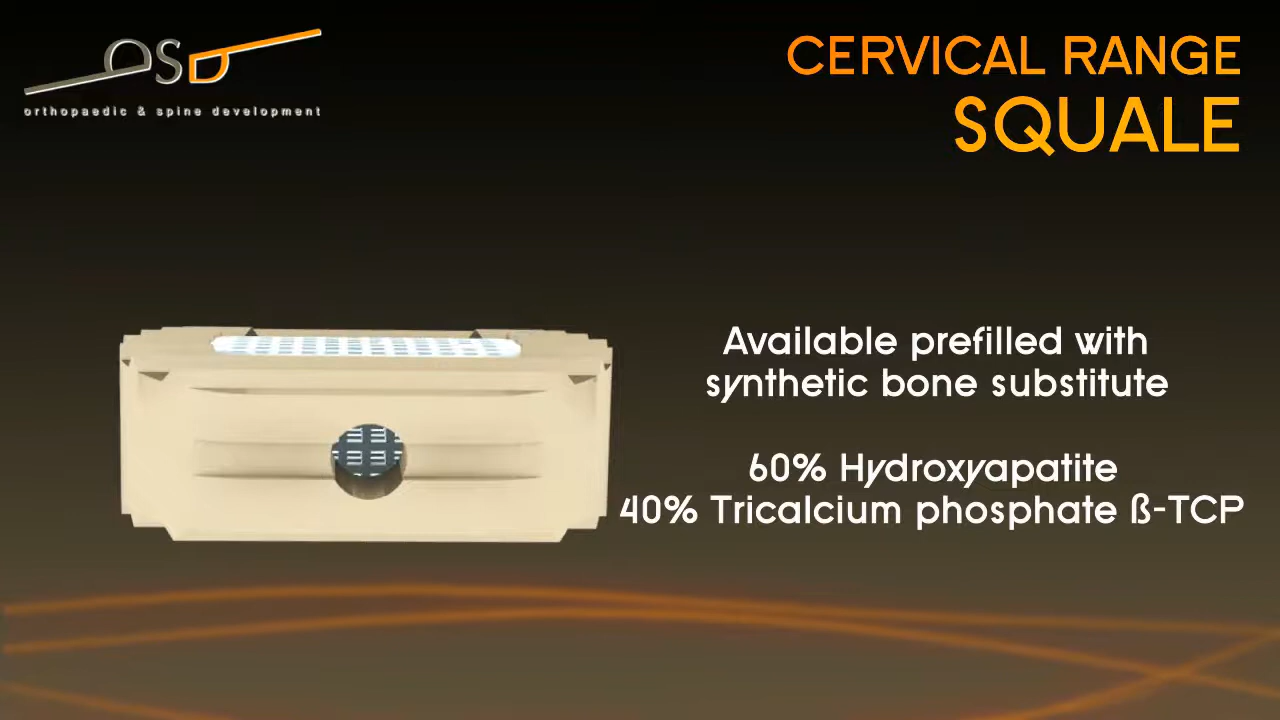 OSD
orthopaedic & spine development
CERVICAL RANGE
SQUALE
Available prefilled with
synthetic bone substitute
60% Hydroxyapatite
40% Tricalcium phosphate ß-TCP